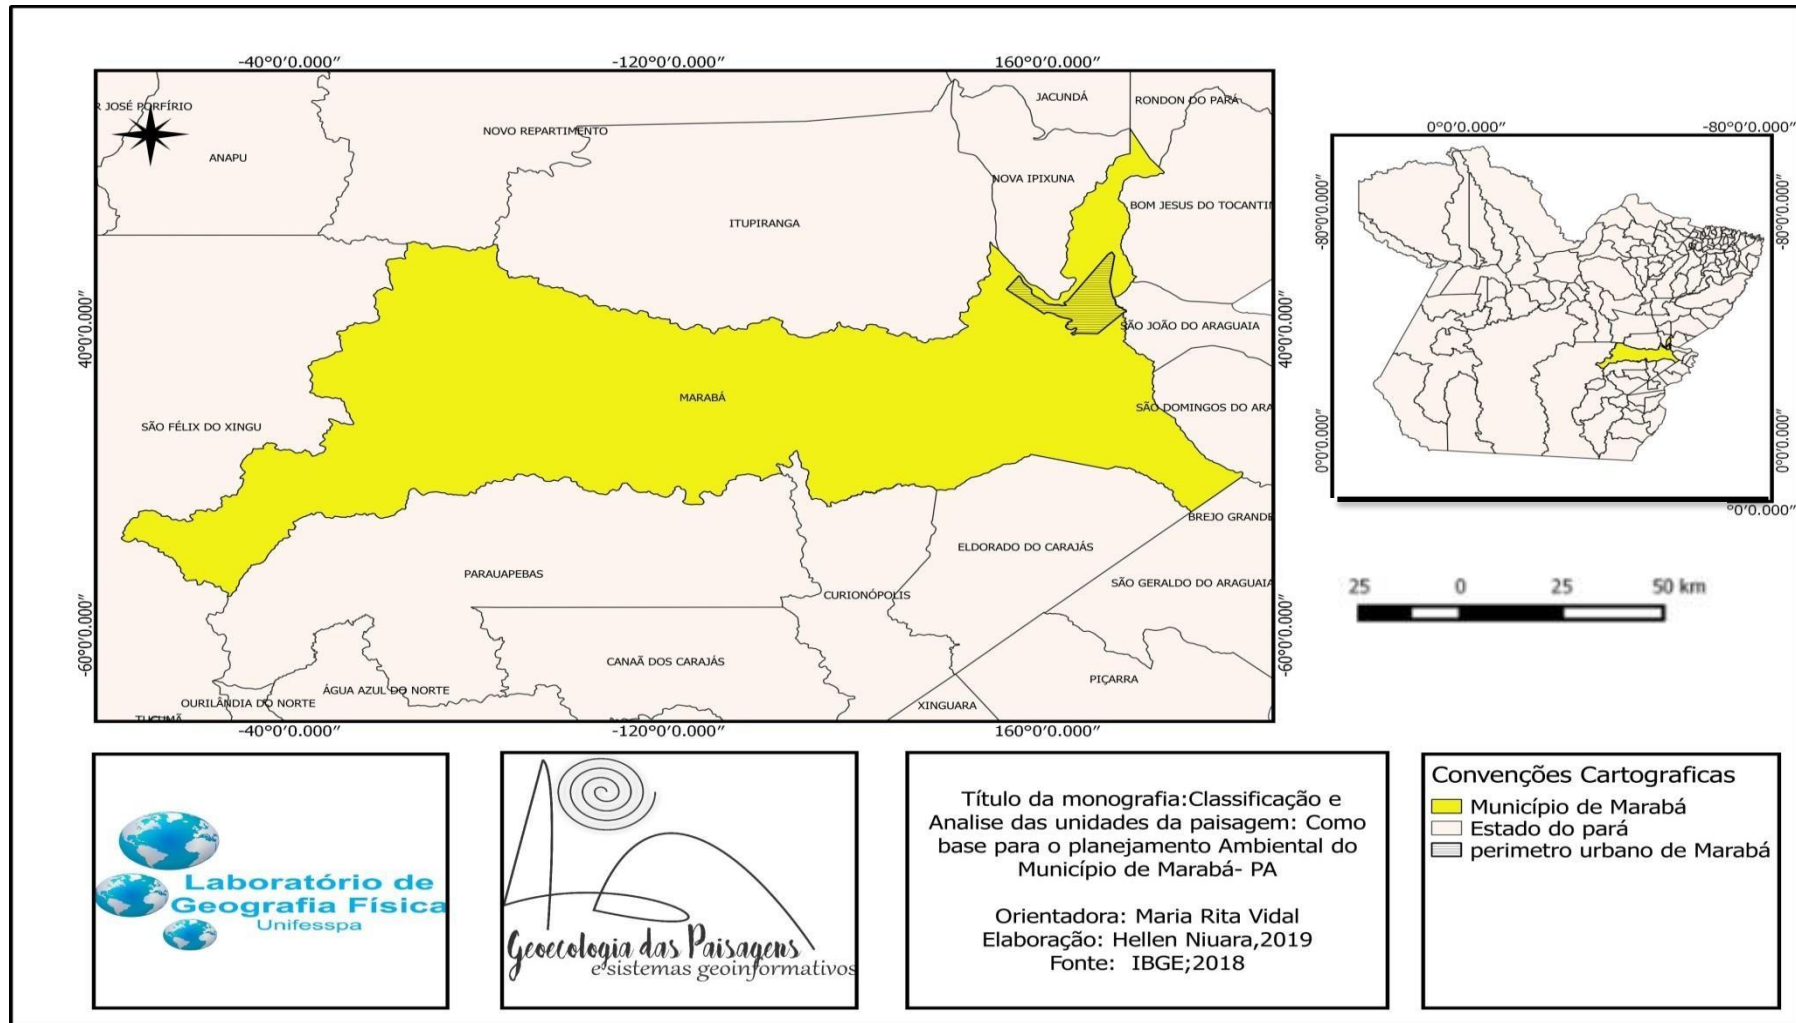 -40°0'0.000"
-120°0'0.000"
160°0'0.000"
R JOSÉ PORFÍRIO
ANAPU
NOVO REPARTIMENTO
JACUNDÁ
RONDON DO PARÁ
NOVA IPIXUNA
BOM JESUS DO TOCANTI
ITUPIRANGA
SÃO JOÃO DO ARAGUAIA
MARABÁ
SÃO DOMINGOS DO ARA
SÃO FÉLIX DO XINGU
BREJO GRANDE
ELDORADO DO CARAJÁS
PARAUAPEBAS
SÃO GERALDO DO ARAGUAIA
CURIONÓPOLIS
CANAÃ DOS CARAJÁS
PIÇARRA
ÁGUA AZUL DO NORTE
OURILÂNDIA DO NORTE
XINGUARA
TUCUMÃ
40°0'0.000"
-60°0'0.000"
40°0'0.000"
-60°0'0.000"
-40°0'0.000"
-120°0'0.000"
160°0'0.000"
0°0'0.000"
-80°0'0.000"
-80°0'0.000"
0°0'0.000"
-80°0'0.000"
0°0'0.000"
°0'0.000"
25 0 25 50 km
Laboratório de
Geografia Física
Unifesspa
Geoecologia das Paisagens
e sistemas geoinformativos
Título da monografia:Classificação e
Analise das unidades da paisagem: Como
base para o planejamento Ambiental do
Município de Marabá- PA
Orientadora: Maria Rita Vidal
Elaboração: Hellen Niuara,2019
Fonte: IBGE;2018
Convenções Cartograficas
Município de Marabá
Estado do pará
perimetro urbano de Marabá